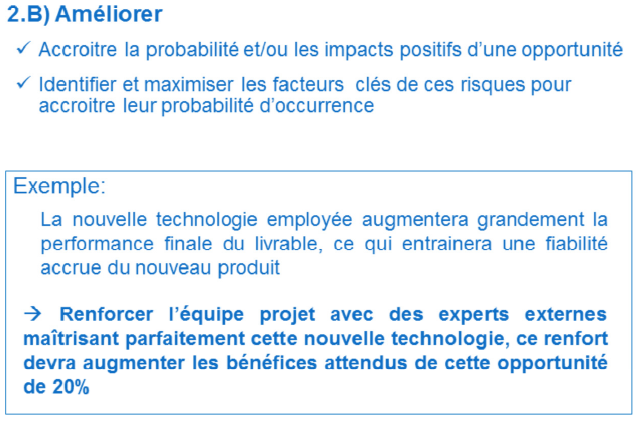 2.B) Améliorer
✓ Accroitre la probabilité et/ou les impacts positifs d’une opportunité
✓ Identifier et maximiser les facteurs clés de ces risques pour
accroitre leur probabilité d’occurrence
Exemple:
La nouvelle technologie employée augmentera grandement la
performance finale du livrable, ce qui entrainera une fiabilité
accrue du nouveau produit
→ Renforcer l’équipe projet avec des experts externes
maîtrisant parfaitement cette nouvelle technologie, ce renfort
devra augmenter les bénéfices attendus de cette opportunité
de 20%